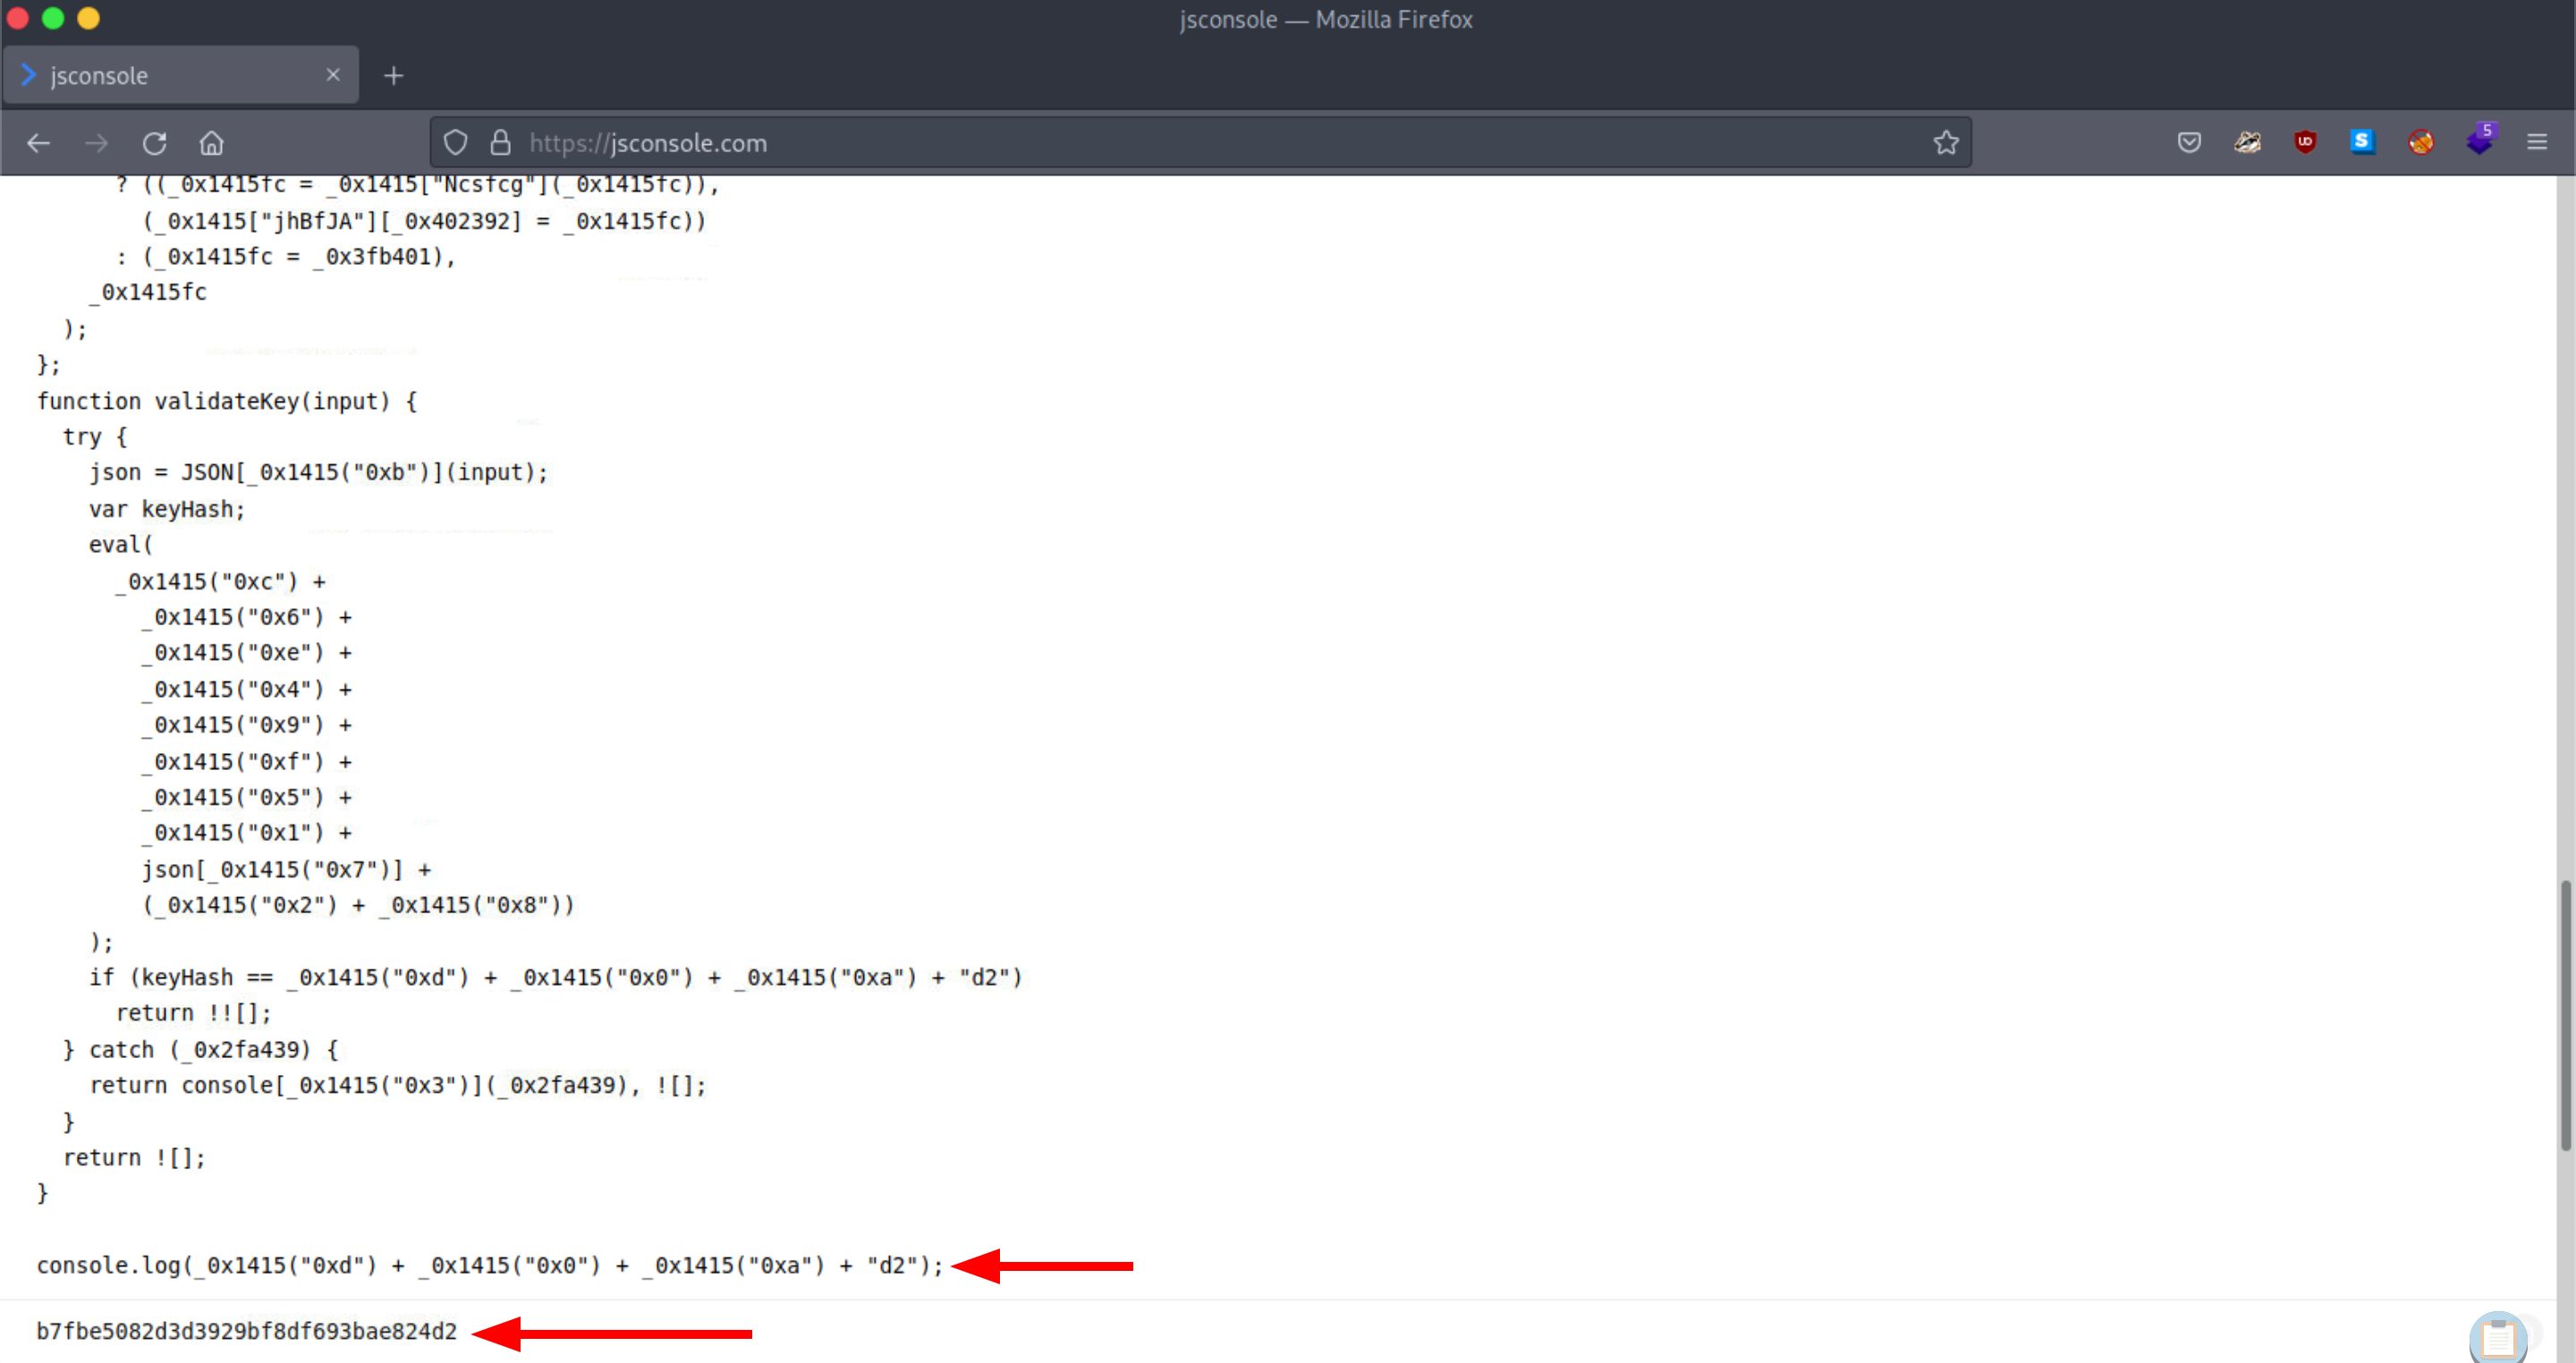 jsconsole — Mozilla Firefox
jsconsole
https://jsconsole.com
5
? ((_0x1415fc = _0x1415["Ncsfcg"](_0x1415fc)),
(_0x1415["jhBfJA"][_0x402392] = _0x1415fc))
: (_0x1415fc = _0x3fb401),
_0x1415fc
);
};
function validateKey(input) {
try {
json = JSON[_0x1415("0xb")](input);
var keyHash;
eval(
_0x1415("0xc") +
_0x1415("0x6") +
_0x1415("0xe") +
_0x1415("0x4") +
_0x1415("0x9") +
_0x1415("0xf") +
_0x1415("0x5") +
_0x1415("0x1") +
json[_0x1415("0x7")] +
(_0x1415("0x2") + _0x1415("0x8"))
);
if (keyHash == _0x1415("0xd") + _0x1415("0x0") + _0x1415("0xa") + "d2")
return !![];
} catch (_0x2fa439) {
return console[_0x1415("0x3")](_0x2fa439), ![];
}
return ![];
}
console.log(_0x1415("0xd") + _0x1415("0x0") + _0x1415("0xa") + "d2");
b7fbe5082d3d3929bf8df693bae824d2